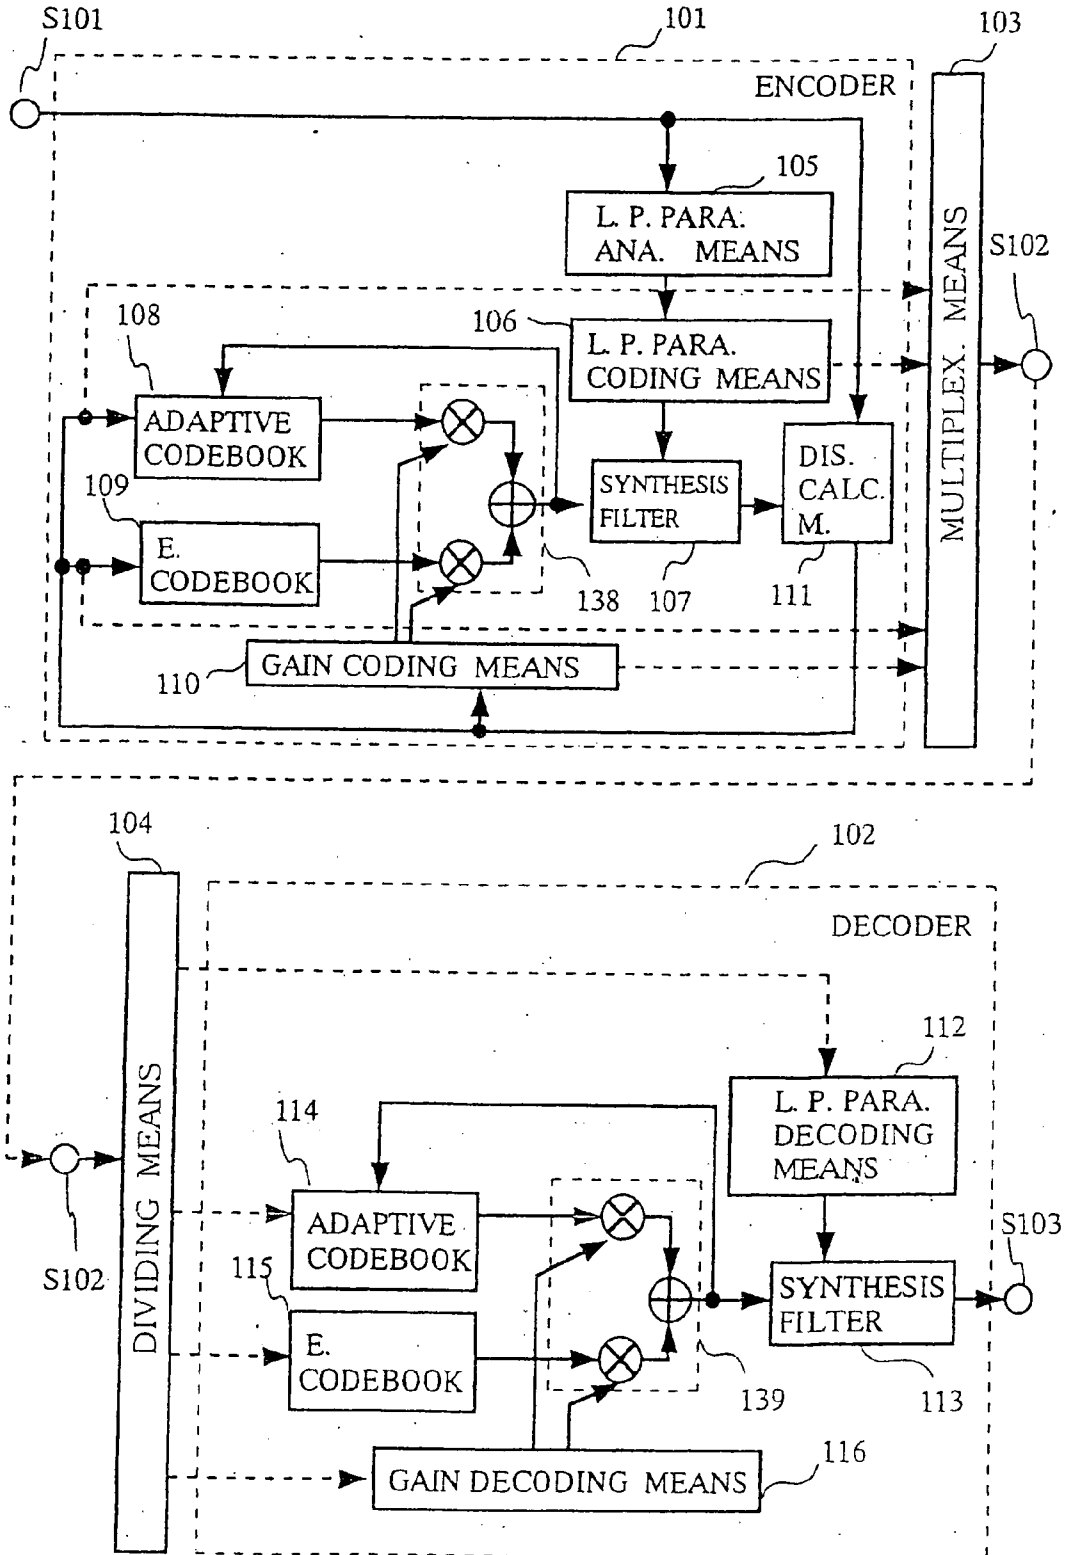 S101
101
103
ENCODER
105
L. P. PARA.
ANA. MEANS
S102
108
106
L. P. PARA.
CODING MEANS
MULTIPLEX. MEANS
ADAPTIVE
CODEBOOK
DIS.
CALC.
M.
SYNTHESIS
FILTER
109
E.
CODEBOOK
138
107
111
GAIN CODING MEANS
110
104
102
DECODER
112
L. P. PARA.
DECODING
MEANS
114
DIVIDING MEANS
ADAPTIVE
CODEBOOK
S103
S102
115
SYNTHESIS
FILTER
E.
CODEBOOK
139
113
116
GAIN DECODING MEANS